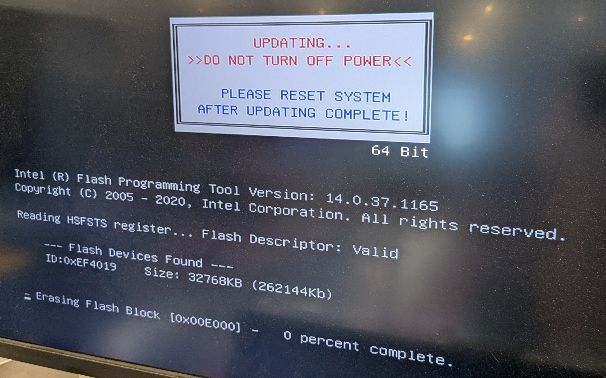 UPDATING...
>>DO NOT TURN OFF POWER<<
PLEASE RESET SYSTEM
AFTER UPDATING COMPLETE!
64 Bit
Intel (R) Flash Programming Tool Version: 14.0.37.1165
Copyright (C) 2005 - 2020, Intel Corporation. All rights reserved.
Reading HSFSTS register... Flash Descriptor: Valid
--- Flash Devices Found ---
ID:0xEF4019 Size: 32768KB (262144Kb)
Erasing Flash Block [0x00E000] - 0 percent complete.